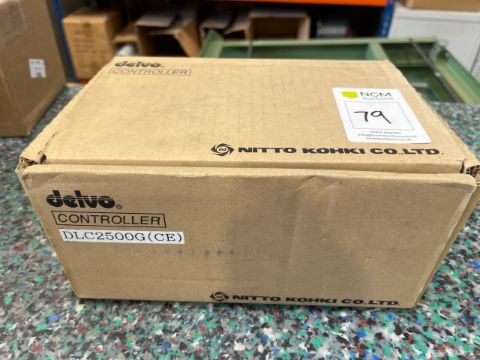 delvo®
CONTROLLER
NCM
79
NITTO KOHKI CO.,LTD.
delvo®
CONTROLLER
DLC2500G(CE)
NITTO KOHKI CO.,LTD.